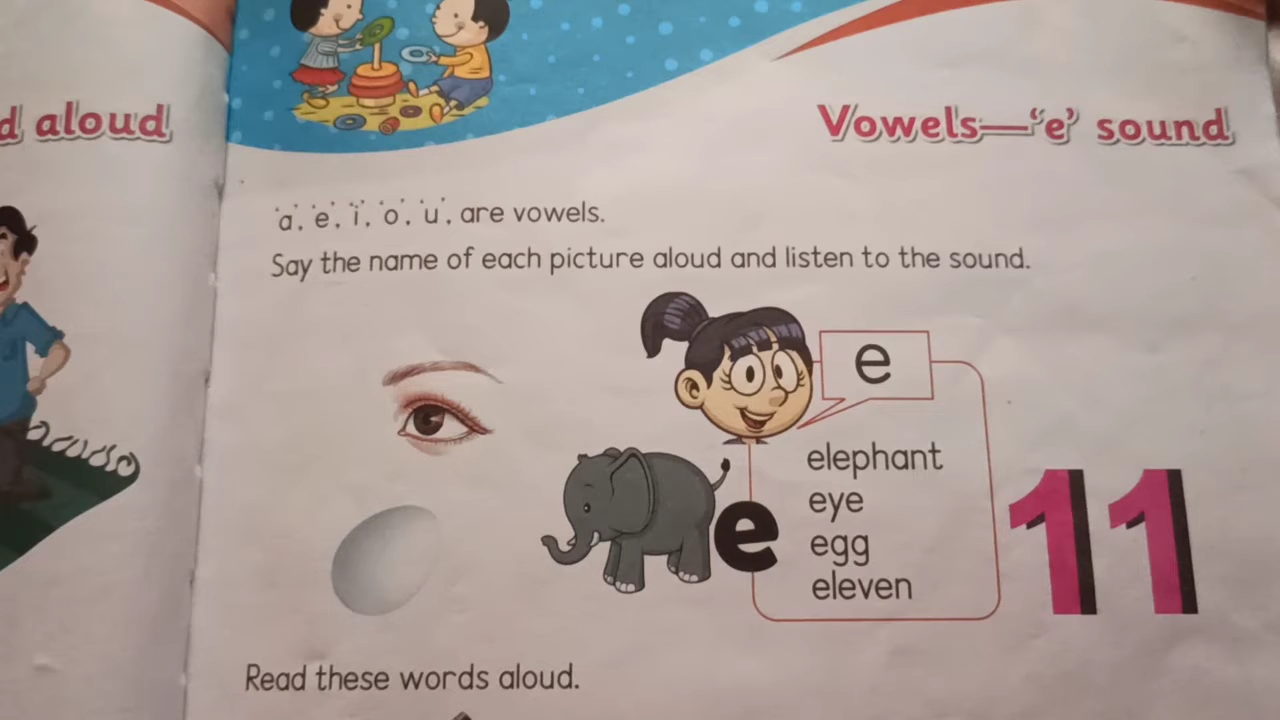 d aloud
Vowels—‘e’ sound
‘a’, ‘e’, ‘i’, ‘o’, ‘u’, are vowels.
Say the name of each picture aloud and listen to the sound.
e
elephant
eye
e
egg
eleven
11
Read these words aloud.